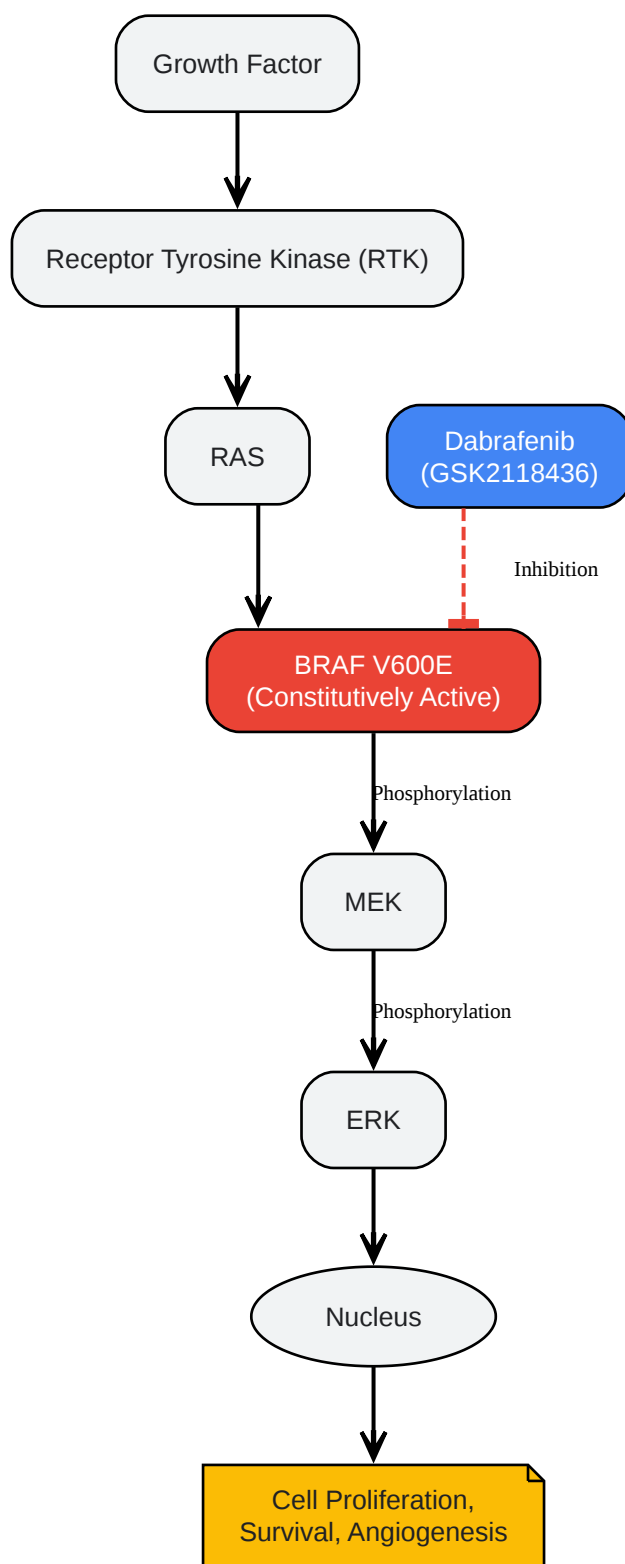 Growth Factor
Receptor Tyrosine Kinase (RTK)
RAS
Dabrafenib
(GSK2118436)
Inhibition
BRAF V600E
(Constitutively Active)
Phosphorylation
MEK
Phosphorylation
ERK
Nucleus
Cell Proliferation,
Survival, Angiogenesis